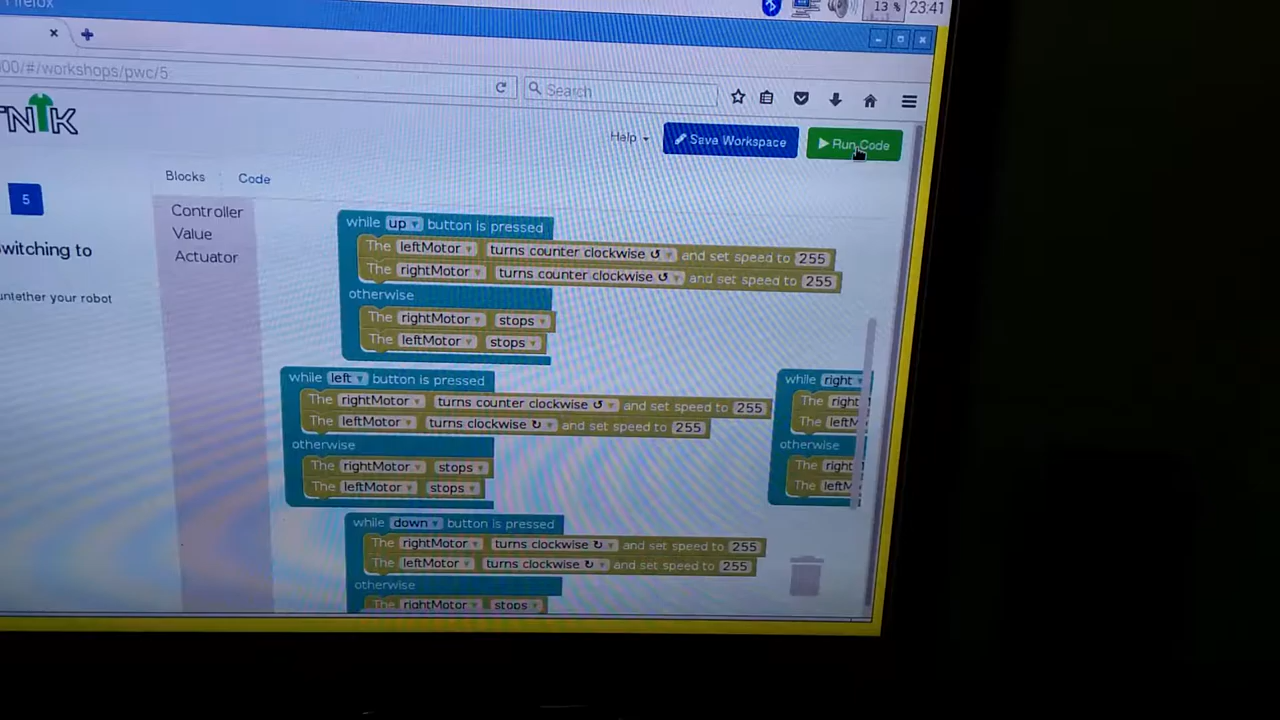 Firefox
13 % 23:41
00/#/workshops/pwc/5
Search
TNIK
Help
Save Workspace
Run Code
5
Blocks
Code
witching to
untether your robot
Controller
Value
Actuator
while up button is pressed
The leftMotor turns counter clockwise ↺ and set speed to 255
The rightMotor turns counter clockwise ↺ and set speed to 255
otherwise
The rightMotor stops
The leftMotor stops
while left button is pressed
The rightMotor turns counter clockwise ↺ and set speed to 255
The leftMotor turns clockwise ↻ and set speed to 255
otherwise
The rightMotor stops
The leftMotor stops
while right
The right
The leftM
otherwise
The right
The leftM
while down button is pressed
The rightMotor turns clockwise ↻ and set speed to 255
The leftMotor turns clockwise ↻ and set speed to 255
otherwise
The rightMotor stops